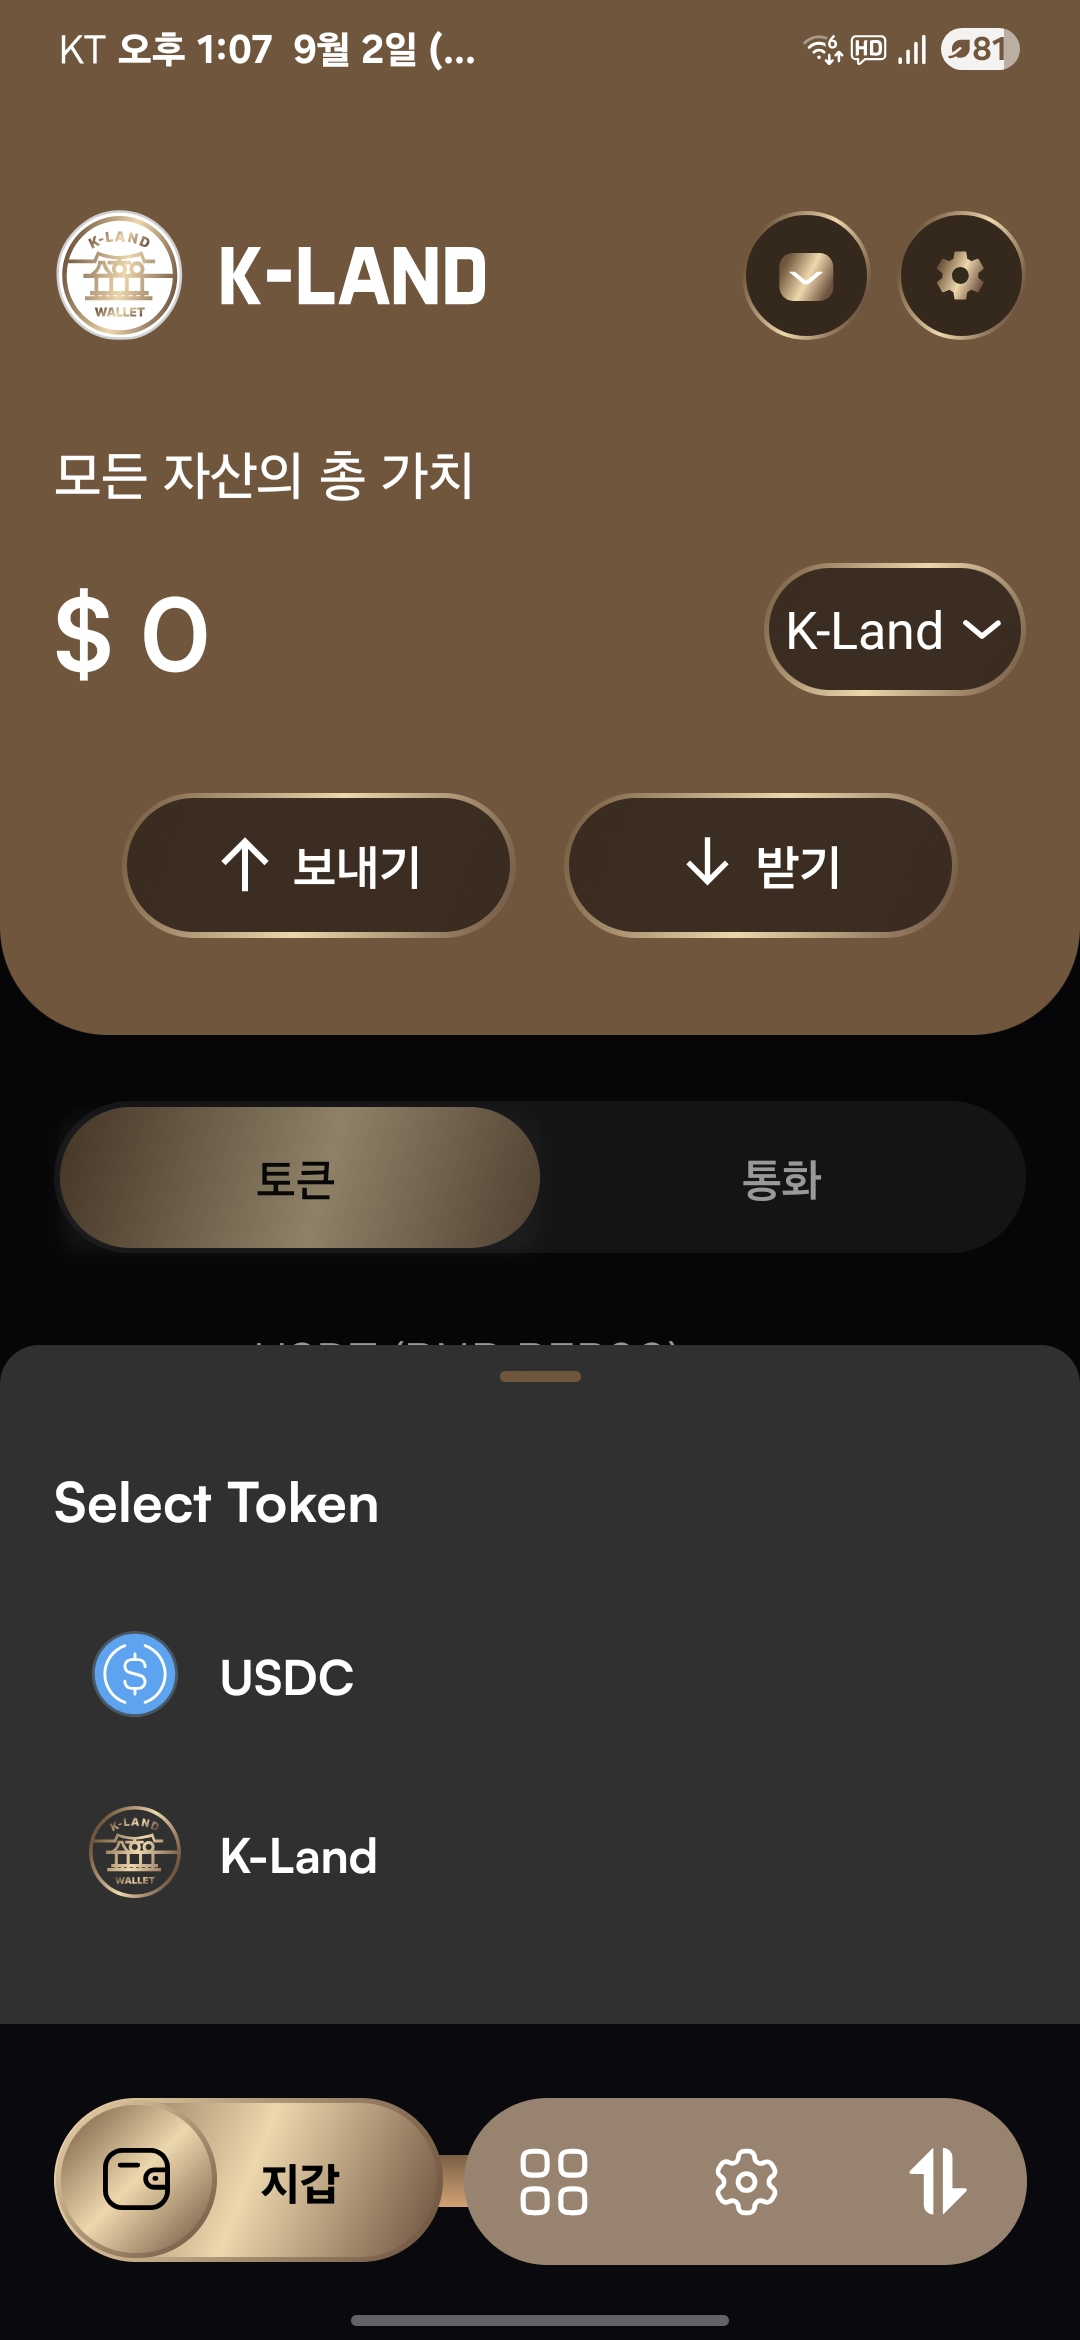 KT 오후 1:07 9월 2일 (...
6 HD 81
K-LAND
WALLET
K-LAND
모든 자산의 총 가치
$ 0
K-Land
보내기
받기
토큰
통화
Select Token
USDC
K-LAND
WALLET
K-Land
지갑